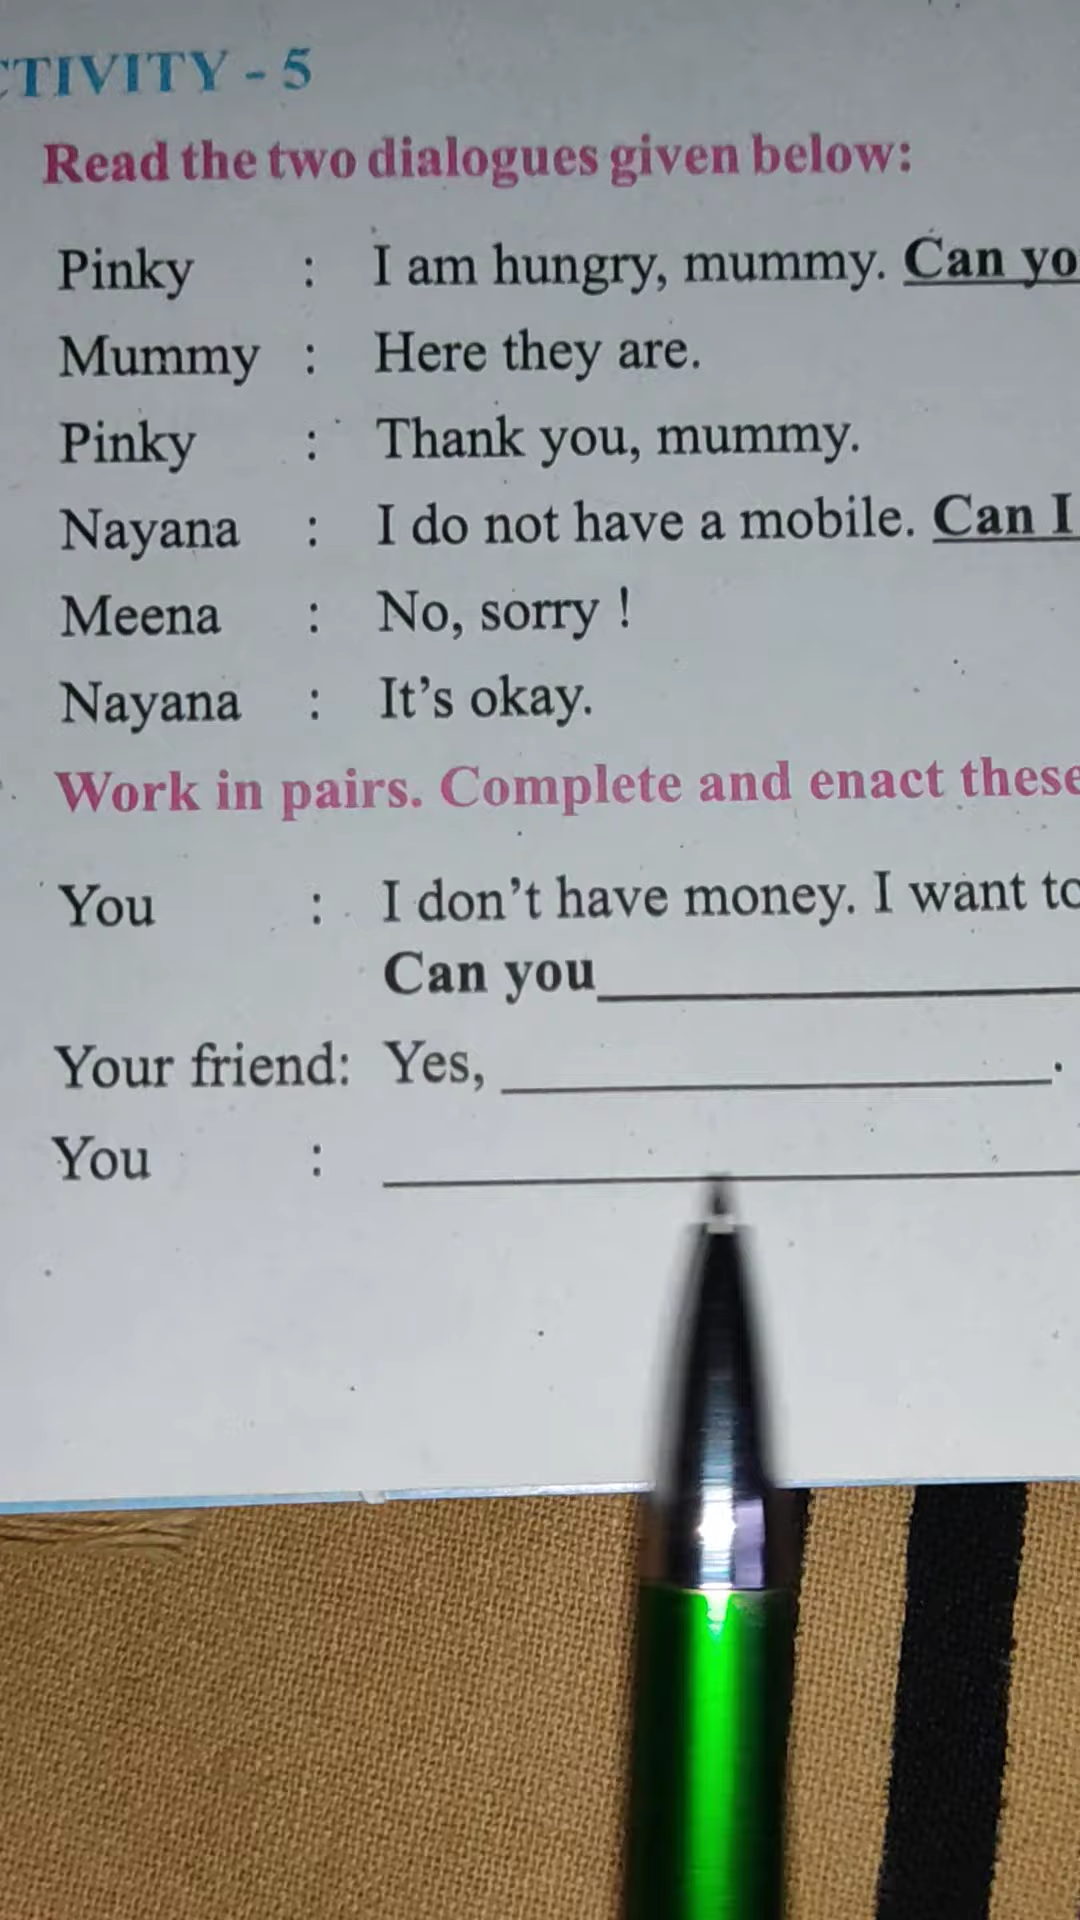 CTIVITY - 5
Read the two dialogues given below:
Pinky : I am hungry, mummy. Can yo
Mummy : Here they are.
Pinky : Thank you, mummy.
Nayana : I do not have a mobile. Can I
Meena : No, sorry !
Nayana : It's okay.
Work in pairs. Complete and enact these
You : I don't have money. I want to
Can you
Your friend: Yes, .
You :